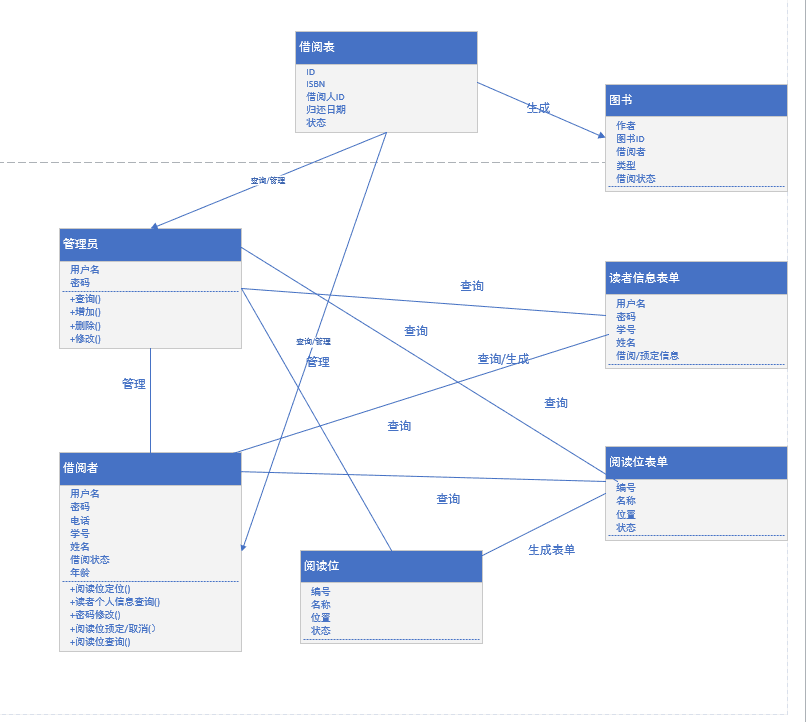 借阅表
ID
ISBN
借阅人ID
归还日期
状态
生成
图书
作者
图书ID
借阅者
类型
借阅状态
查询/管理
管理员
用户名
密码
+查询()
+增加()
+删除()
+修改()
查询
读者信息表单
用户名
密码
学号
姓名
借阅/预定信息
查询
查询/管理
管理
查询/生成
管理
查询
查询
借阅者
用户名
密码
电话
学号
姓名
借阅状态
年龄
+阅读位定位()
+读者个人信息查询()
+密码修改()
+阅读位预定/取消()
+阅读位查询()
阅读位表单
编号
名称
位置
状态
查询
生成表单
阅读位
编号
名称
位置
状态